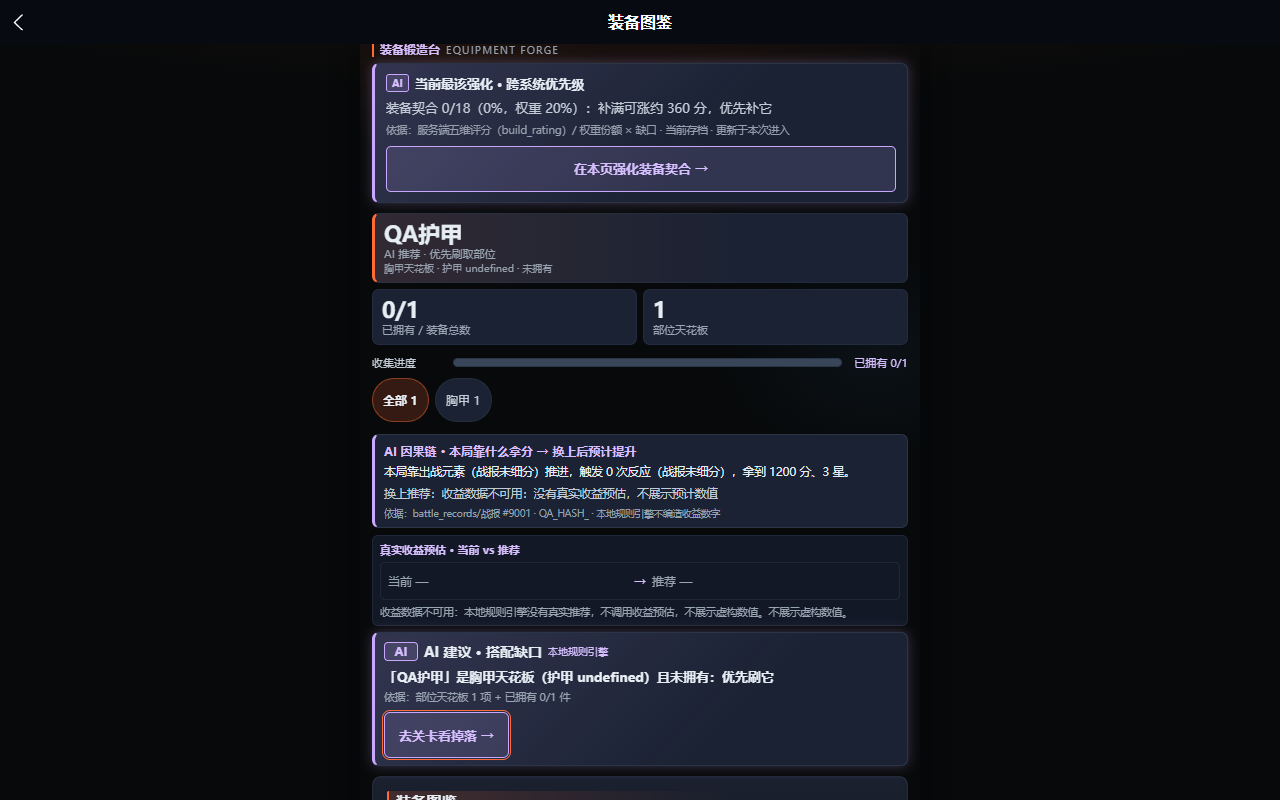 装备图鉴
装备锻造台 EQUIPMENT FORGE
AI 当前最该强化 • 跨系统优先级
装备契合 0/18（0%，权重 20%）：补满可涨约 360 分，优先补它
依据：服务端五维评分（build_rating）/ 权重份额 × 缺口 · 当前存档 · 更新于本次进入
在本页强化装备契合 →
QA护甲
AI 推荐 · 优先刷取部位
胸甲天花板 · 护甲 undefined · 未拥有
0/1
已拥有 / 装备总数
1
部位天花板
收集进度 已拥有 0/1
全部 1 胸甲 1
AI 因果链 • 本局靠什么拿分 → 换上后预计提升
本局靠出战元素（战报未细分）推进，触发 0 次反应（战报未细分），拿到 1200 分、3 星。
换上推荐：收益数据不可用：没有真实收益预估，不展示预计数值
依据：battle_records/战报 #9001 · QA_HASH_ · 本地规则引擎不编造收益数字
真实收益预估 • 当前 vs 推荐
当前 — → 推荐 —
收益数据不可用：本地规则引擎没有真实推荐，不调用收益预估，不展示虚构数值。不展示虚构数值。
AI AI 建议 • 搭配缺口 本地规则引擎
「QA护甲」是胸甲天花板（护甲 undefined）且未拥有：优先刷它
依据：部位天花板 1 项 + 已拥有 0/1 件
去关卡看掉落 →
装备图鉴